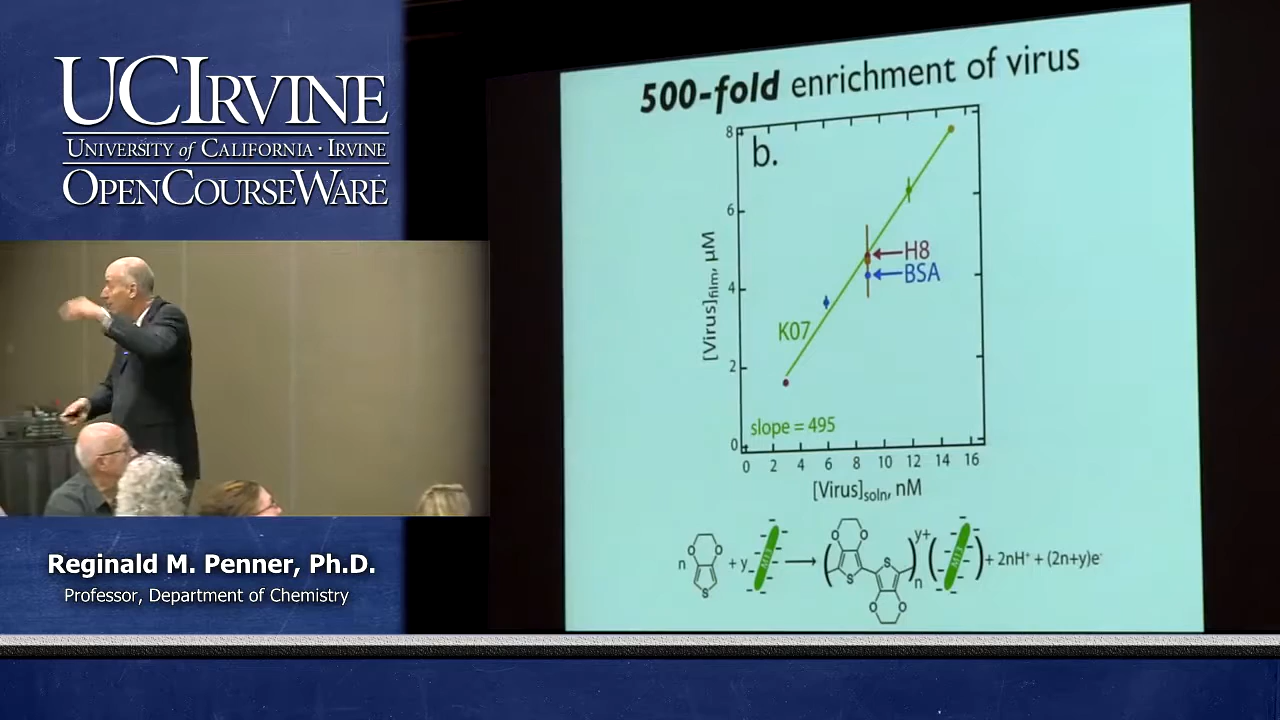 UCIRVINE
UNIVERSITY of CALIFORNIA · IRVINE
OPENCOURSEWARE
500-fold enrichment of virus
b.
8
6
4
2
0
[Virus]film, μM
H8
BSA
K07
slope = 495
0 2 4 6 8 10 12 14 16
[Virus]soln, nM
n O O S + y M13 → ( O O S S O O )n y+ ( M13 ) + 2nH⁺ + (2n+y)e⁻
Reginald M. Penner, Ph.D.
Professor, Department of Chemistry